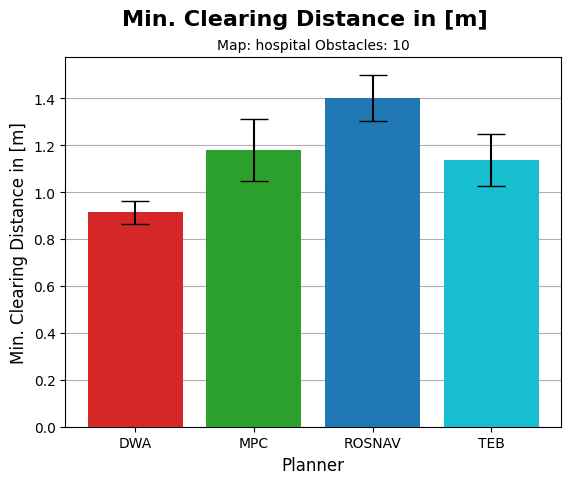 Min. Clearing Distance in [m]
Map: hospital Obstacles: 10
Min. Clearing Distance in [m]
1.4
1.2
1.0
0.8
0.6
0.4
0.2
0.0
DWA MPC ROSNAV TEB
Planner